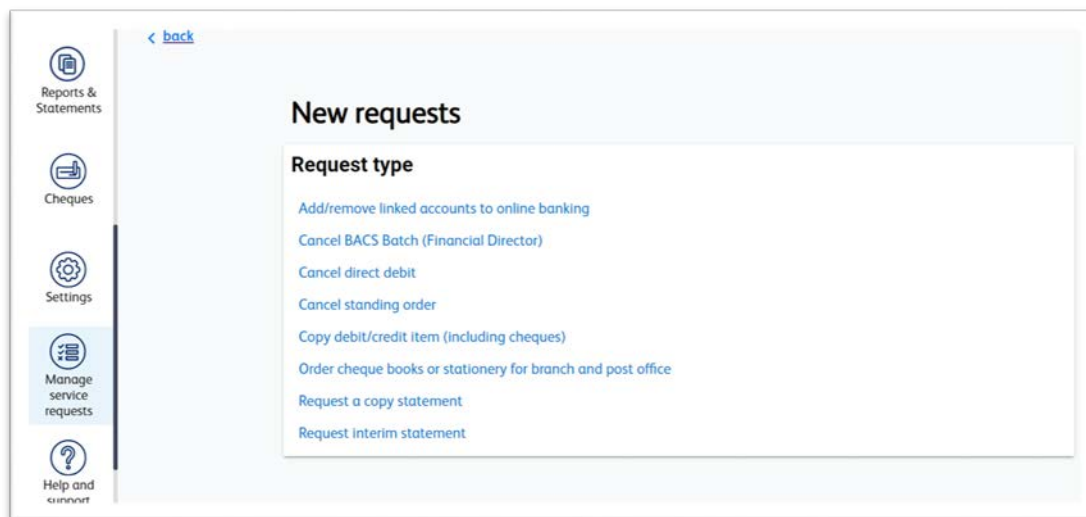 back
Reports &
Statements
Cheques
Settings
Manage
service
requests
Help and
support
New requests
Request type
Add/remove linked accounts to online banking
Cancel BACS Batch (Financial Director)
Cancel direct debit
Cancel standing order
Copy debit/credit item (including cheques)
Order cheque books or stationery for branch and post office
Request a copy statement
Request interim statement